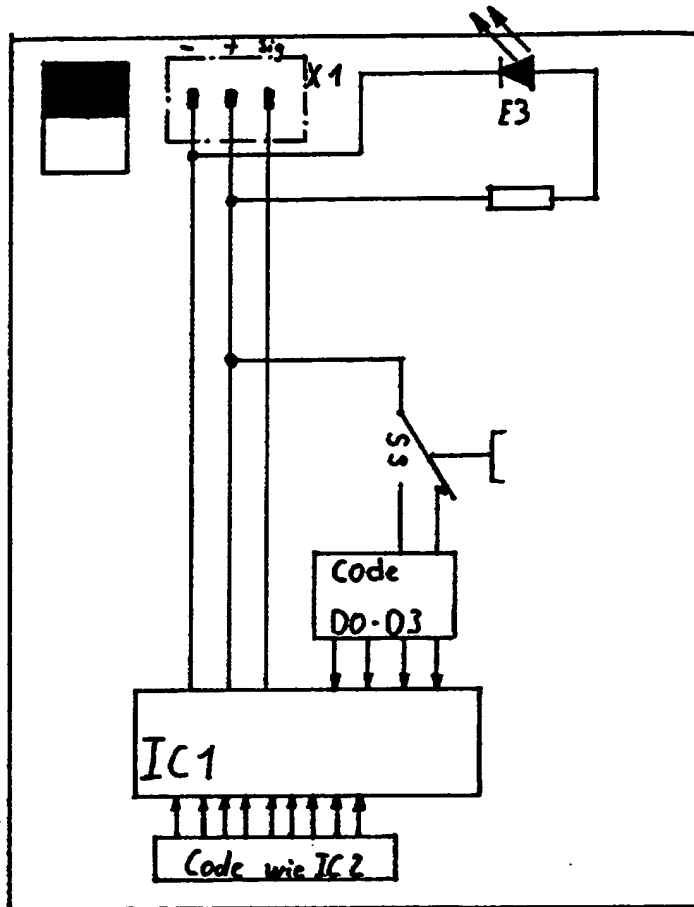 - + Sig
X1
E3
S5
Code
D0-D3
IC1
Code wie IC2